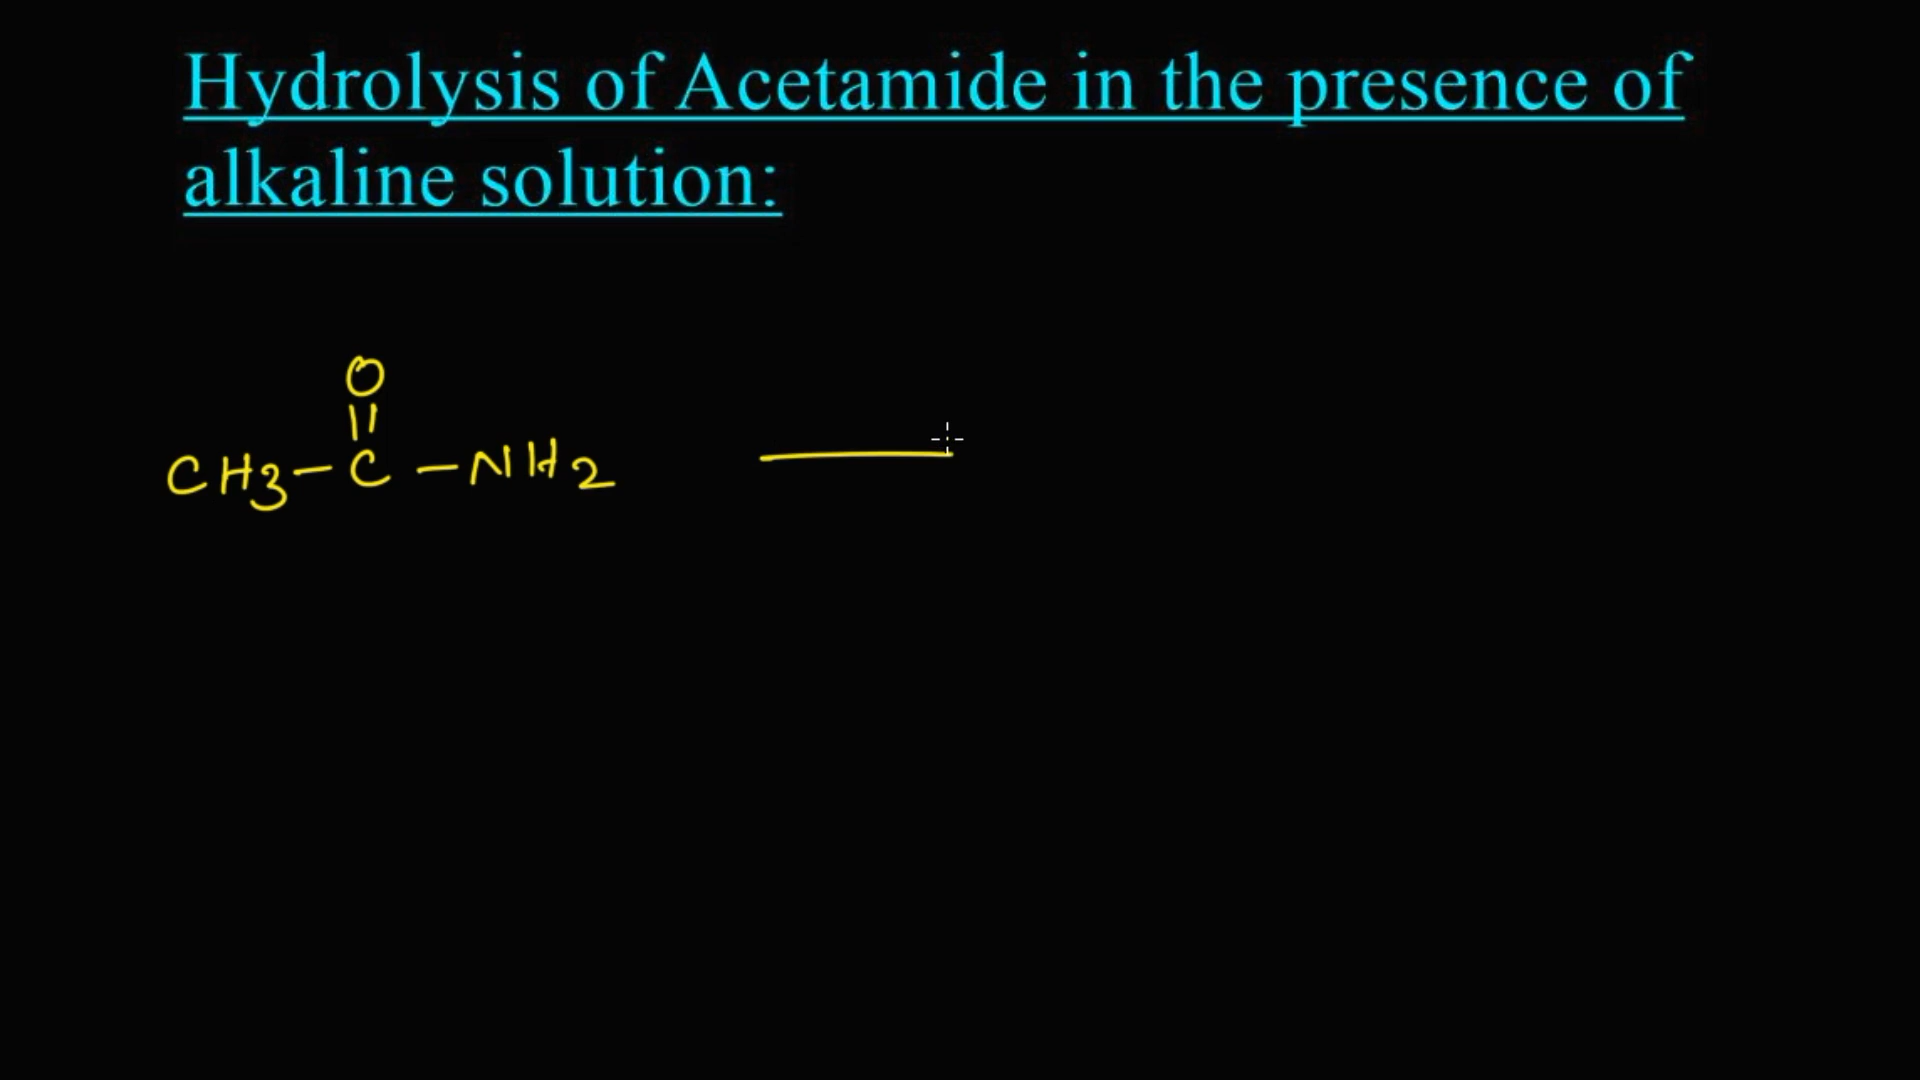 Hydrolysis of Acetamide in the presence of
alkaline solution:
O
||
CH3-C-NH2